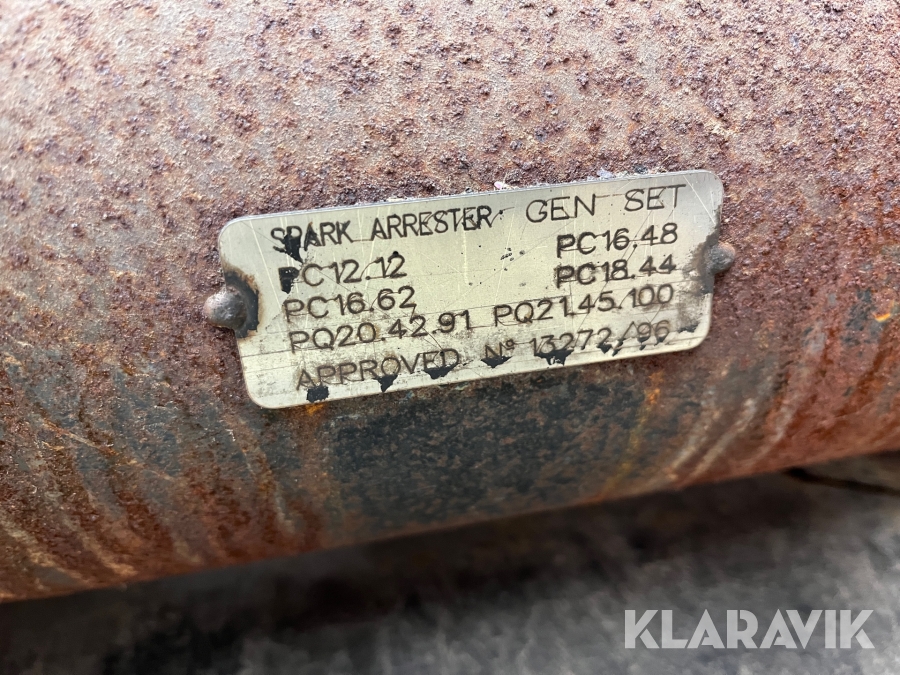 SPARK ARRESTER: GEN SET
PC12.12 PC16.48
PC16.62 PC18.44
PQ20.42.91 PQ21.45.100
APPROVED Nº 13272/96
KLARAVIK